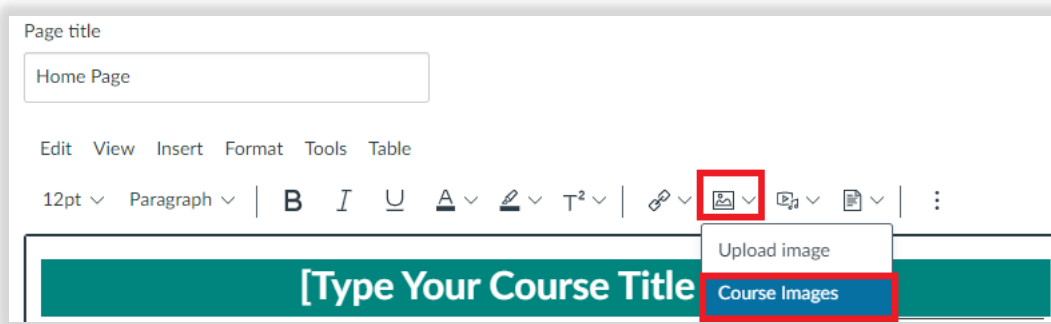 Page title
Home Page
Edit View Insert Format Tools Table
12pt Paragraph B I U A T²
Upload image
[Type Your Course Title
Course Images